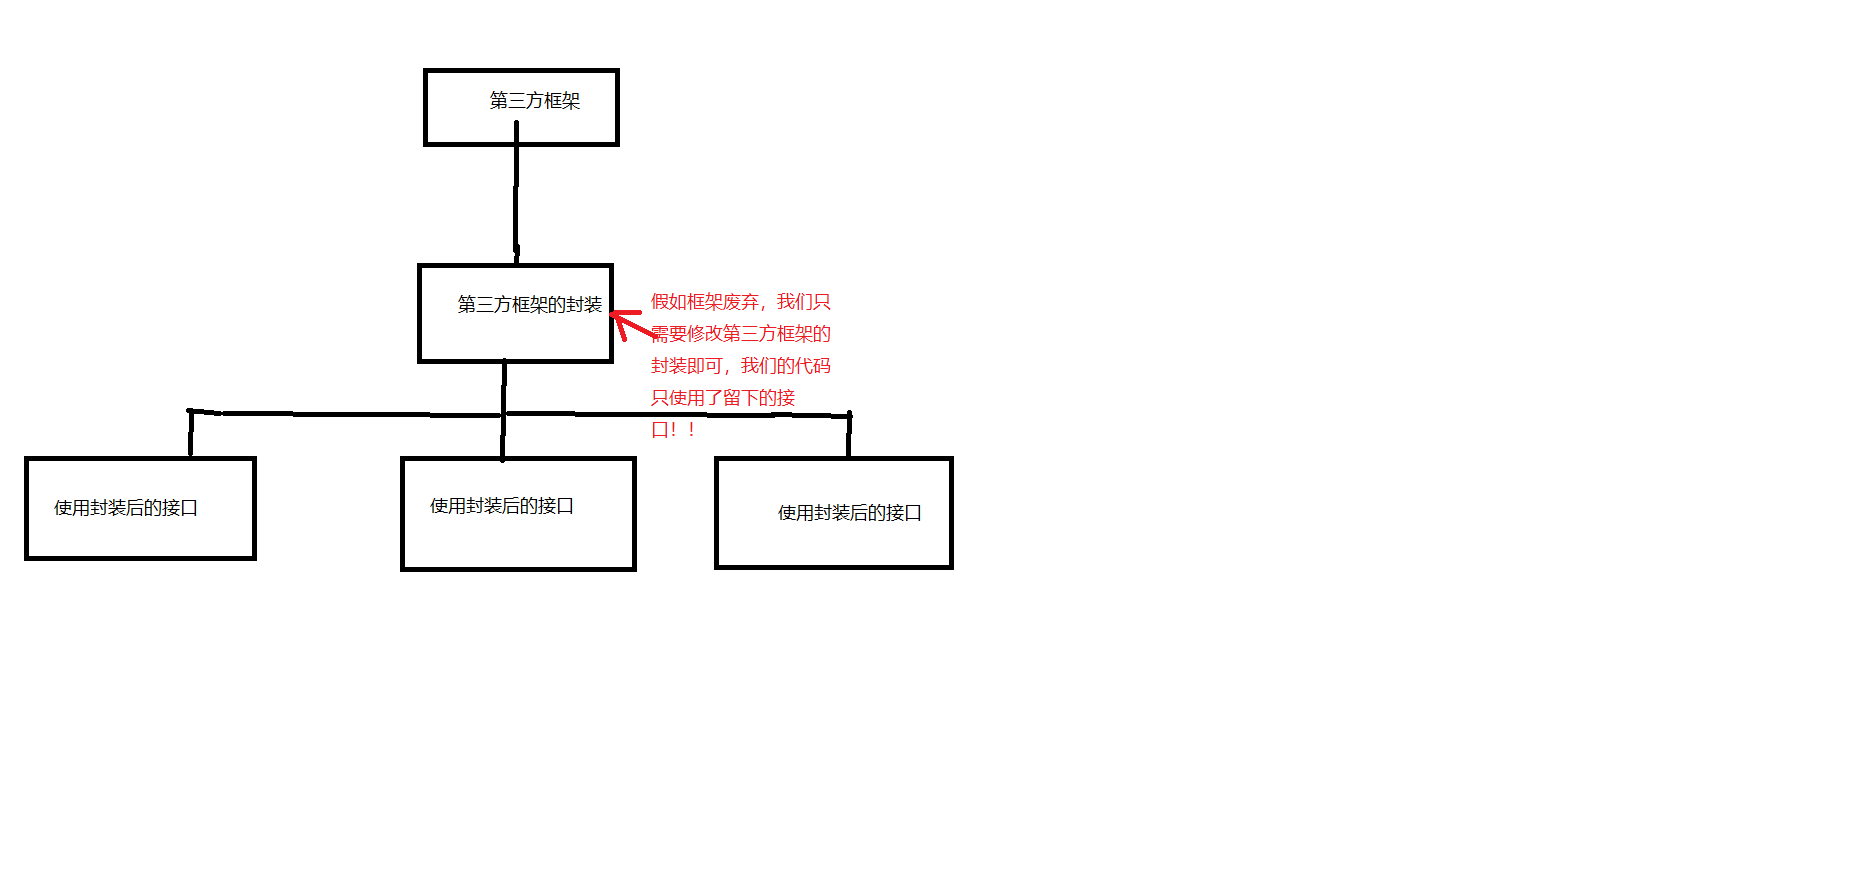 第三方框架
第三方框架的封装
假如框架废弃，我们只
需要修改第三方框架的
封装即可，我们的代码
只使用了留下的接
口！！
使用封装后的接口
使用封装后的接口
使用封装后的接口